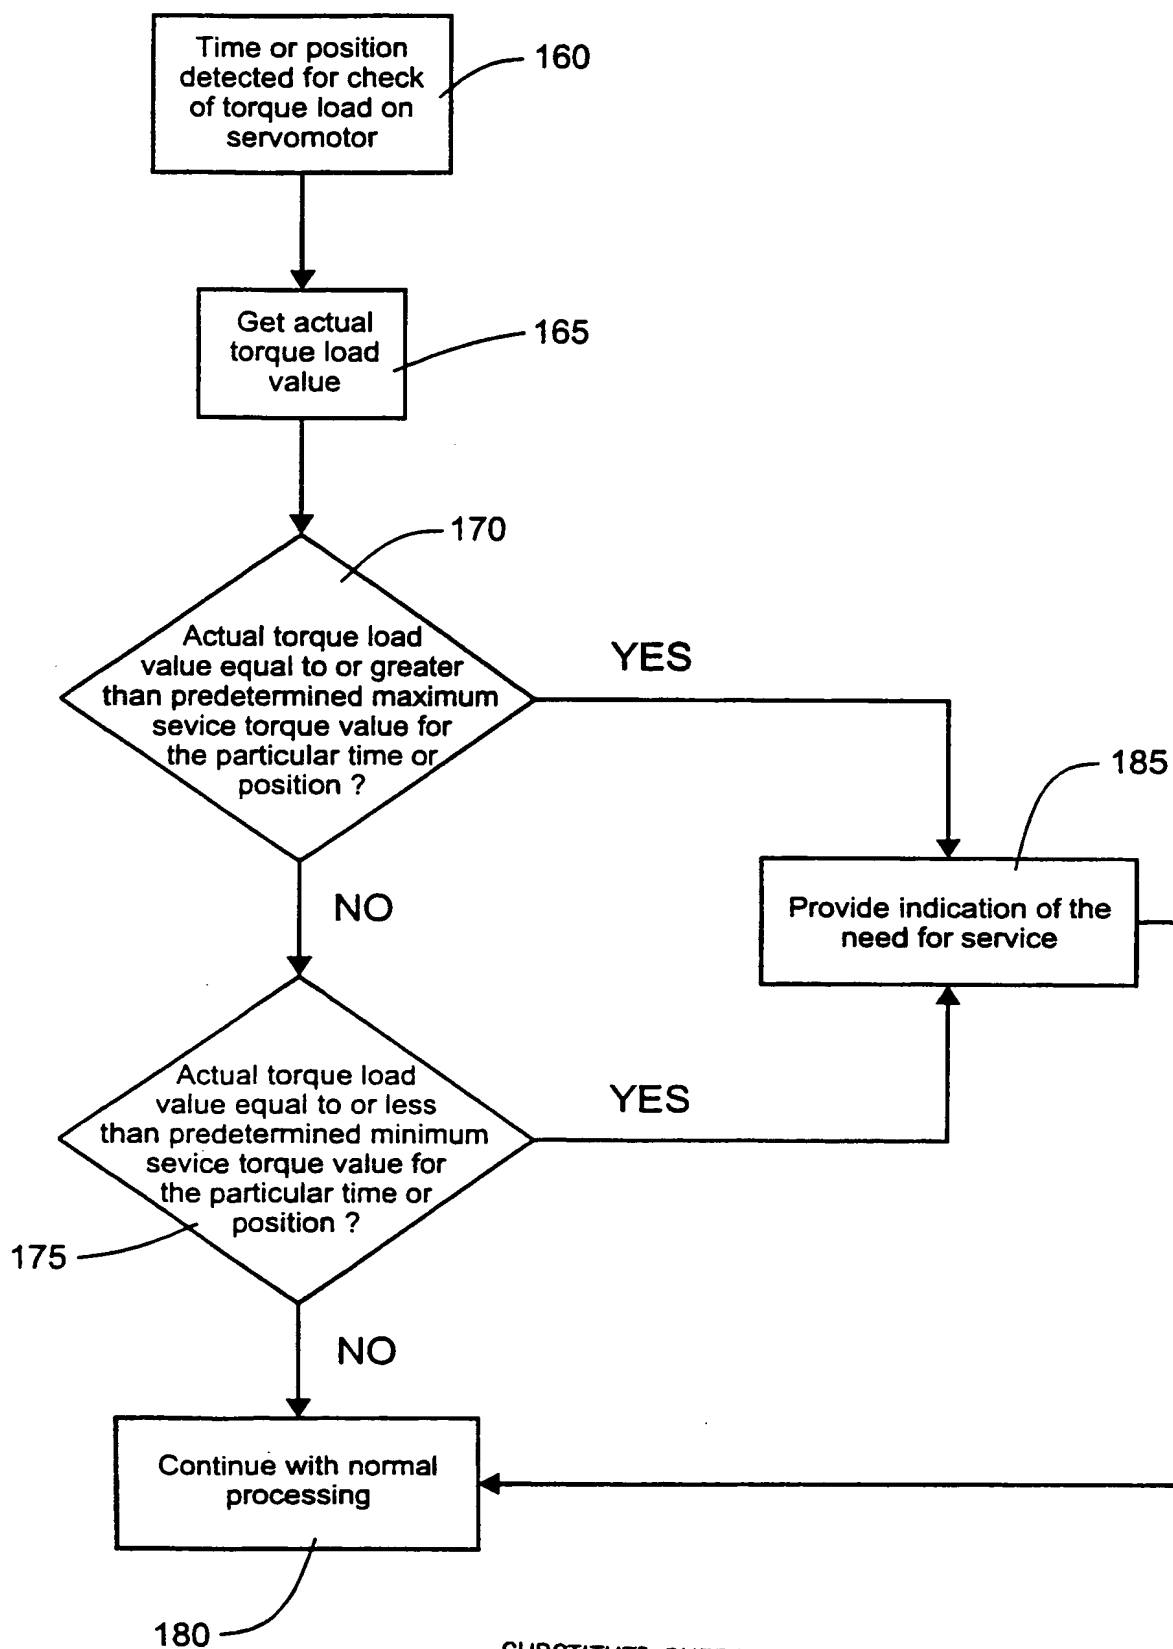 Time or position
detected for check
of torque load on
servomotor
160
Get actual
torque load
value
165
170
Actual torque load
value equal to or greater
than predetermined maximum
sevice torque value for
the particular time or
position ?
YES
185
Provide indication of the
need for service
NO
Actual torque load
value equal to or less
than predetermined minimum
sevice torque value for
the particular time or
position ?
YES
175
NO
Continue with normal
processing
180